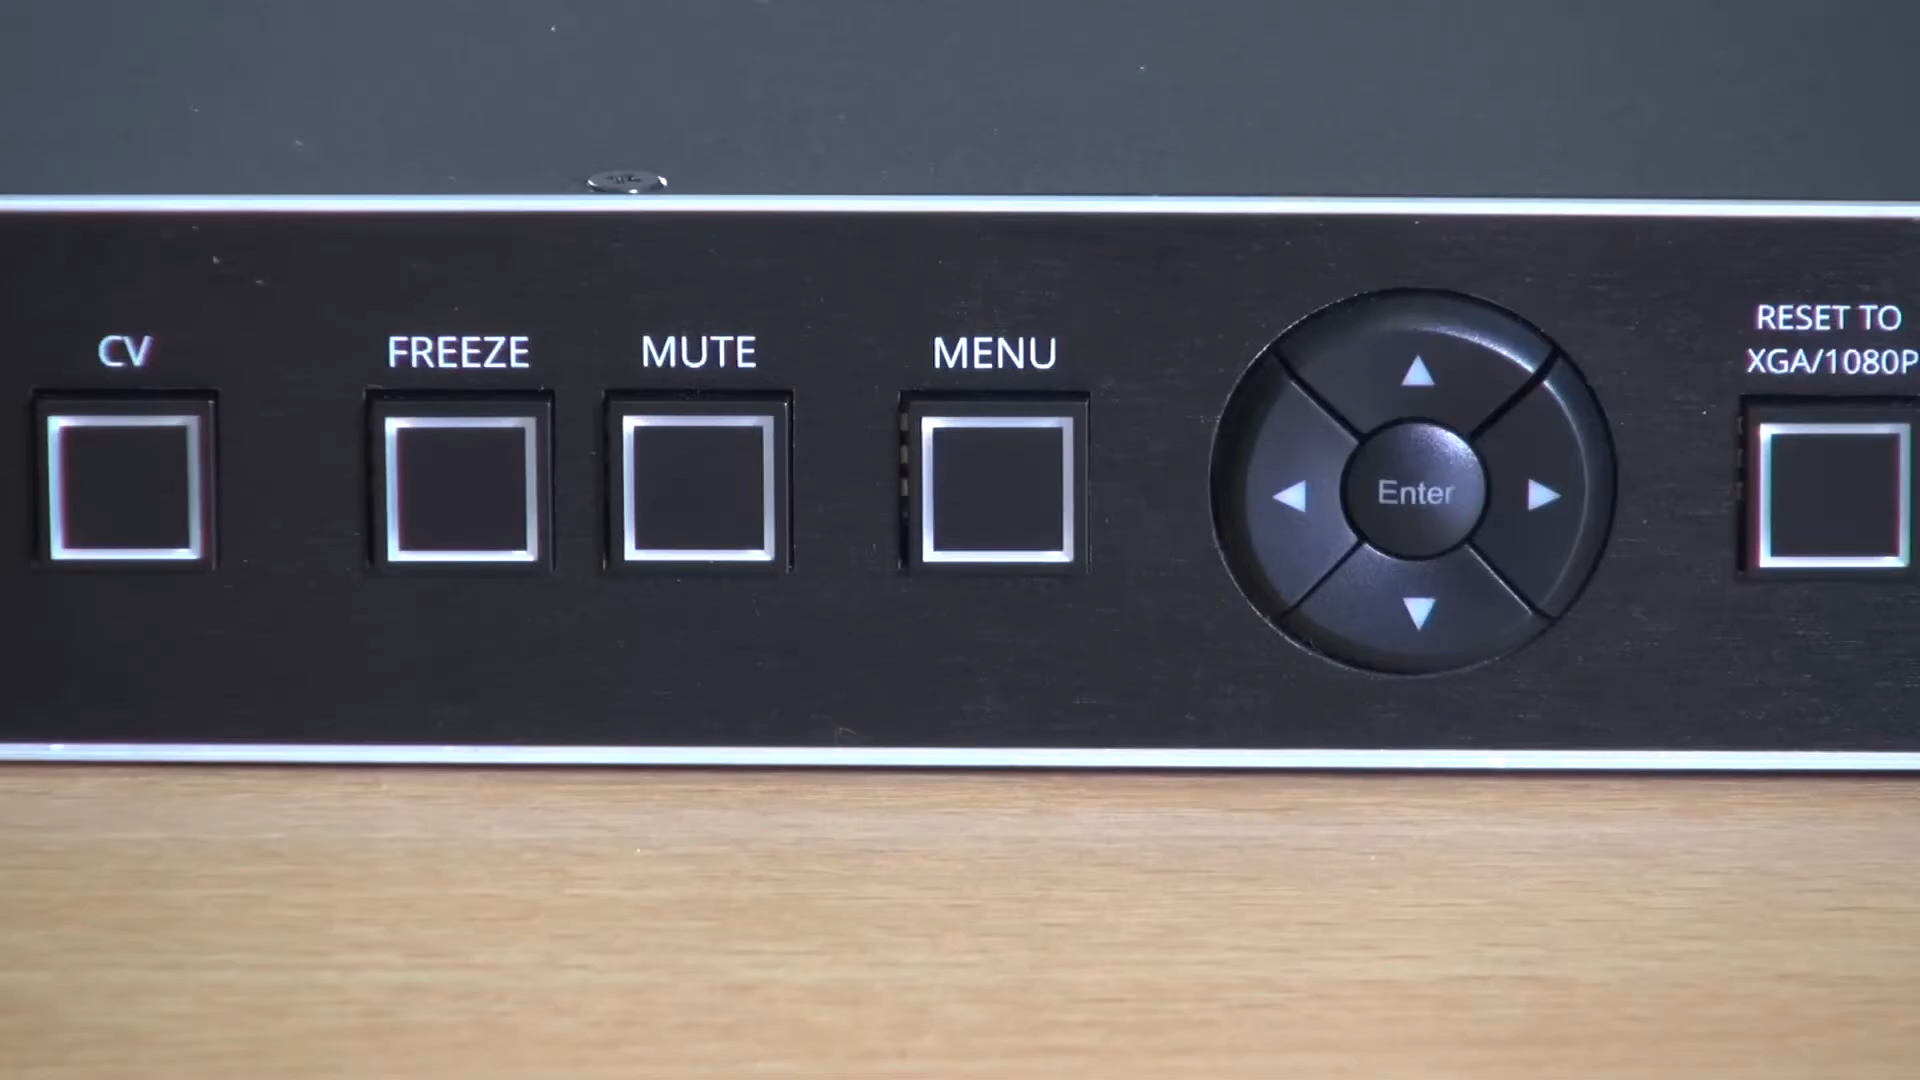 CV
FREEZE
MUTE
MENU
Enter
RESET TO
XGA/1080P